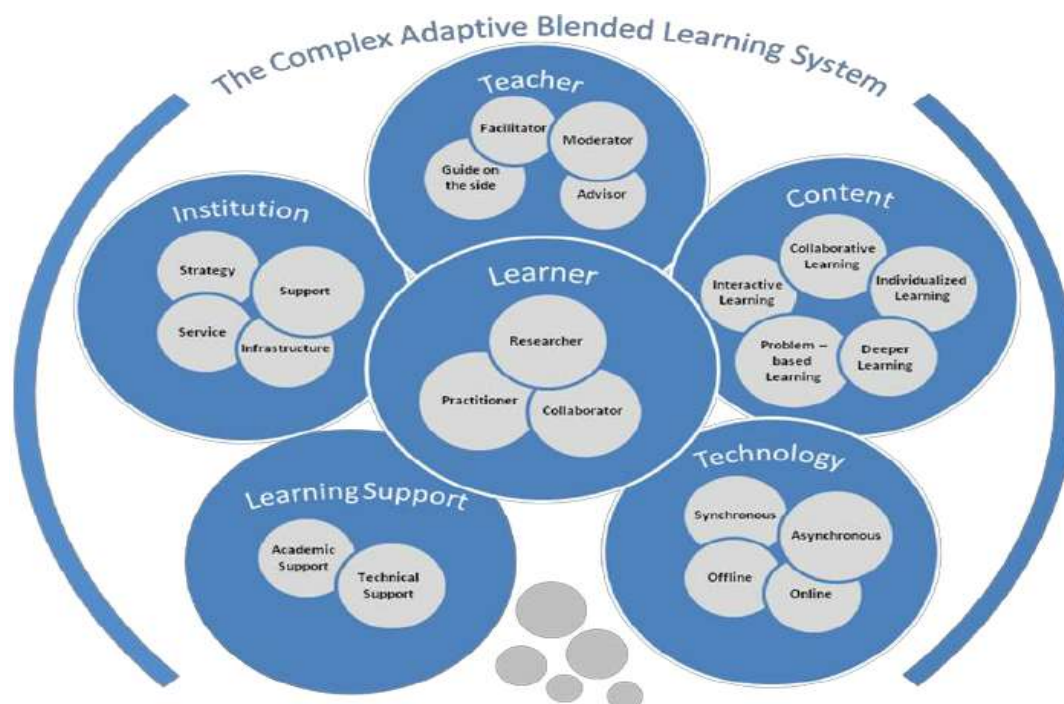 The Complex Adaptive Blended Learning System
Teacher
Facilitator
Moderator
Guide on
the side
Advisor
Institution
Strategy
Support
Service
Infrastructure
Content
Collaborative
Learning
Interactive
Learning
Individualized
Learning
Problem –
based
Learning
Deeper
Learning
Learner
Researcher
Practitioner
Collaborator
Learning Support
Academic
Support
Technical
Support
Technology
Synchronous
Asynchronous
Offline
Online